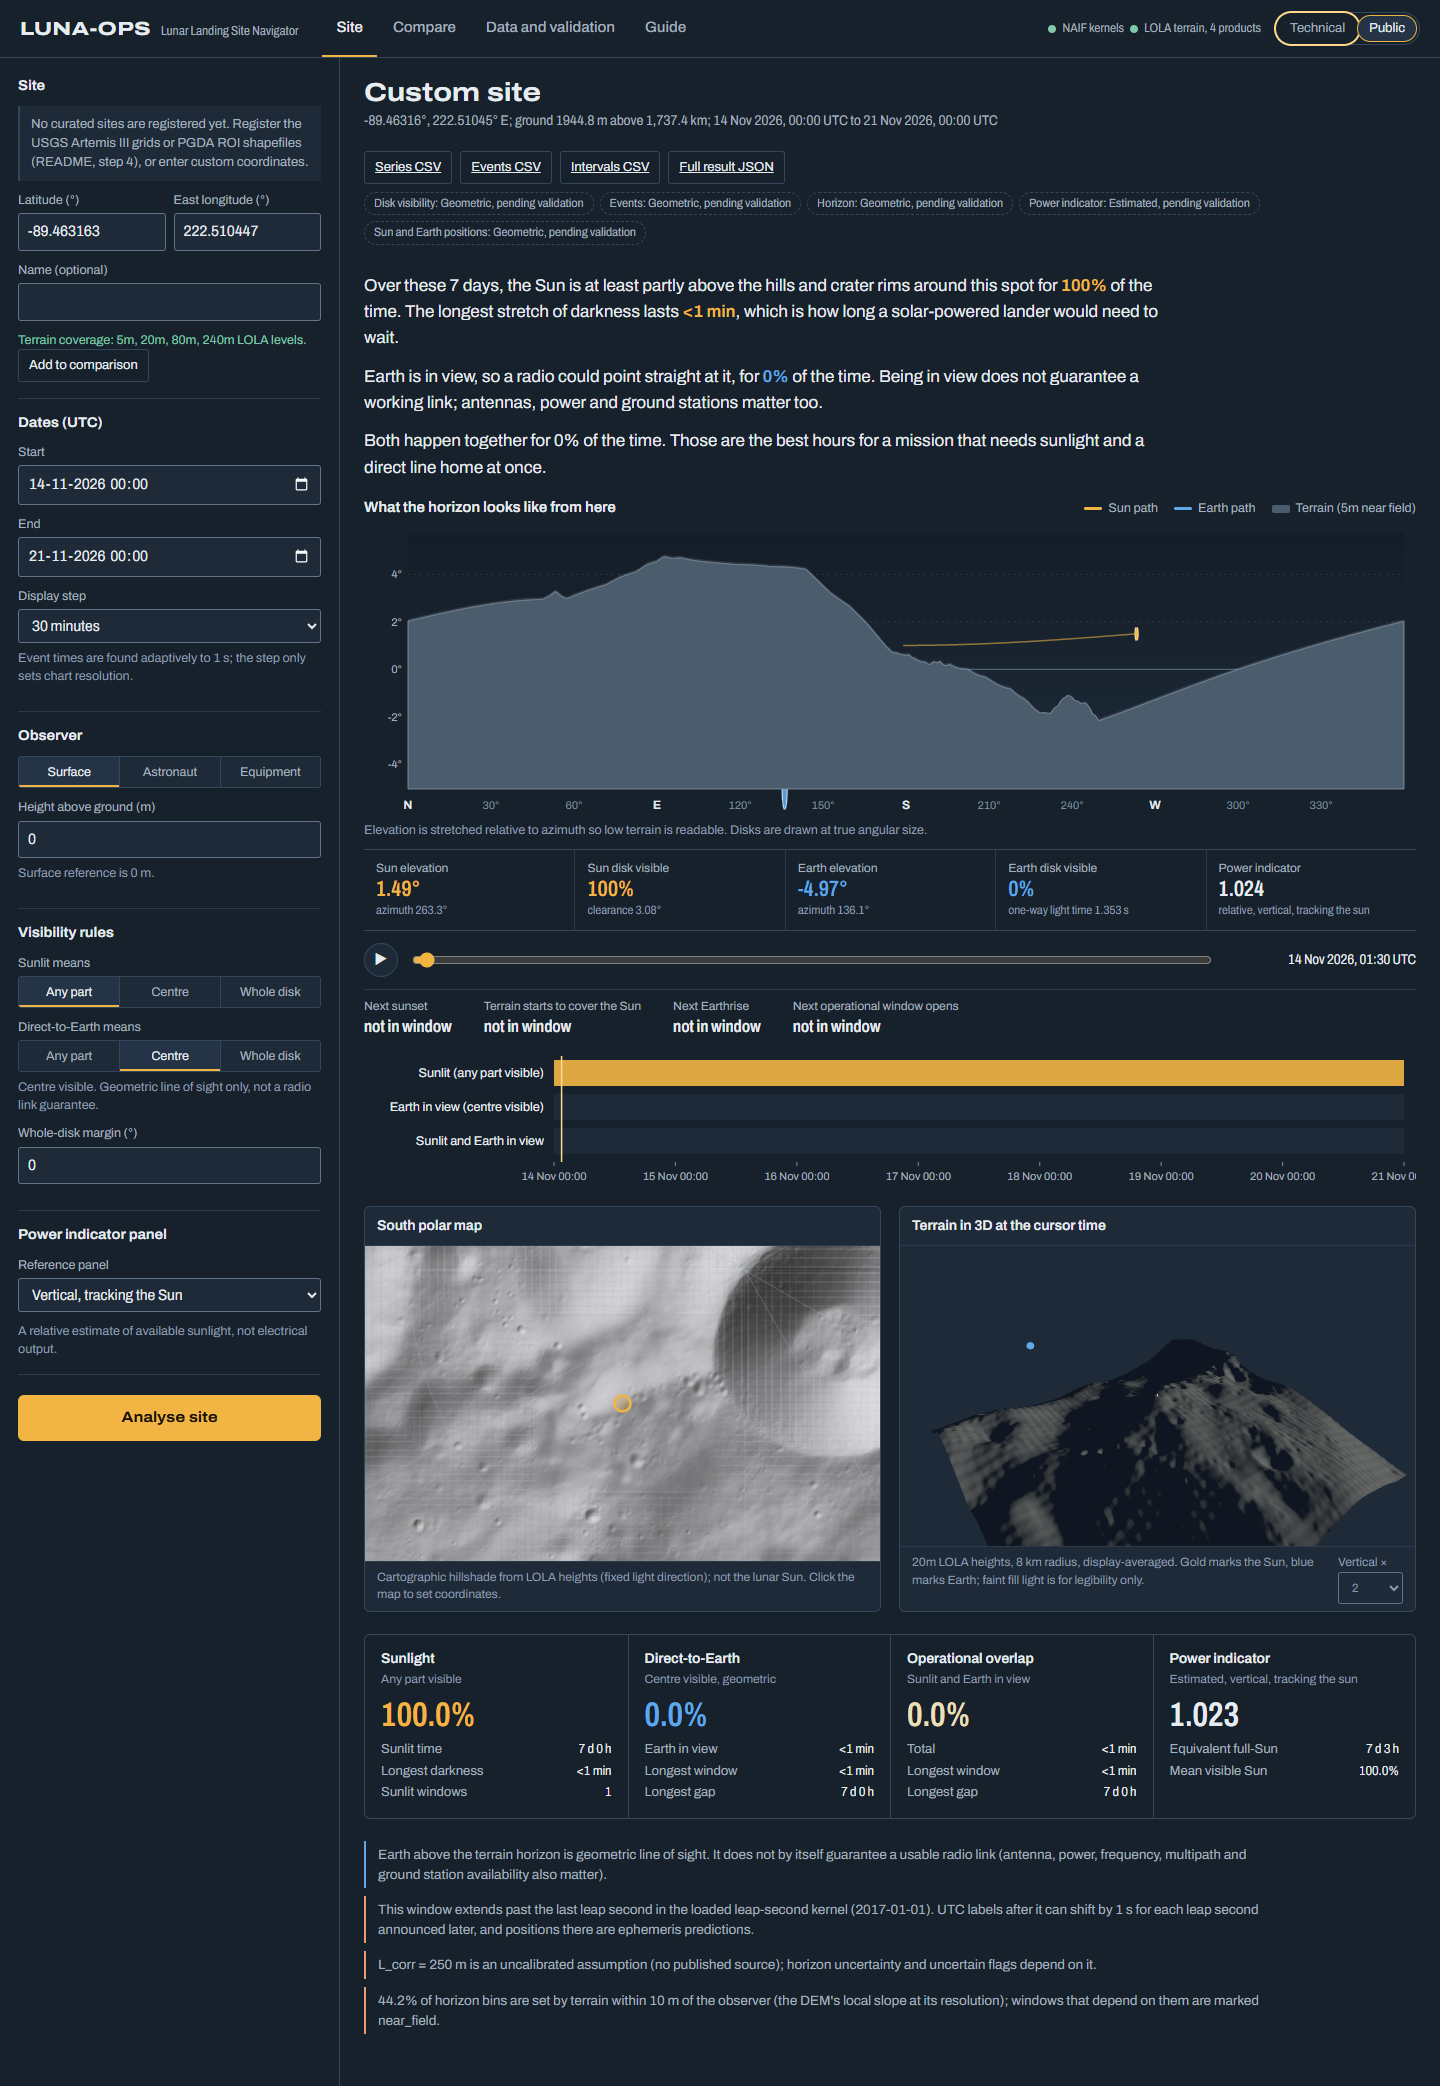 LUNA-OPS Lunar Landing Site Navigator
Site
Compare
Data and validation
Guide
NAIF kernels
LOLA terrain, 4 products
Technical
Public
Site
No curated sites are registered yet. Register the
USGS Artemis III grids or PGDA ROI shapefiles
(README, step 4), or enter custom coordinates.
Latitude (°)
East longitude (°)
-89.463163
222.510447
Name (optional)
Terrain coverage: 5m, 20m, 80m, 240m LOLA levels.
Add to comparison
Dates (UTC)
Start
14-11-2026 00:00
End
21-11-2026 00:00
Display step
30 minutes
Event times are found adaptively to 1 s; the step only
sets chart resolution.
Observer
Surface
Astronaut
Equipment
Height above ground (m)
0
Surface reference is 0 m.
Visibility rules
Sunlit means
Any part
Centre
Whole disk
Direct-to-Earth means
Any part
Centre
Whole disk
Centre visible. Geometric line of sight only, not a radio
link guarantee.
Whole-disk margin (°)
0
Power indicator panel
Reference panel
Vertical, tracking the Sun
A relative estimate of available sunlight, not electrical
output.
Analyse site
Custom site
-89.46316°, 222.51045° E; ground 1944.8 m above 1,737.4 km; 14 Nov 2026, 00:00 UTC to 21 Nov 2026, 00:00 UTC
Series CSV
Events CSV
Intervals CSV
Full result JSON
Disk visibility: Geometric, pending validation
Events: Geometric, pending validation
Horizon: Geometric, pending validation
Power indicator: Estimated, pending validation
Sun and Earth positions: Geometric, pending validation
Over these 7 days, the Sun is at least partly above the hills and crater rims around this spot for 100% of the
time. The longest stretch of darkness lasts <1 min, which is how long a solar-powered lander would need to
wait.
Earth is in view, so a radio could point straight at it, for 0% of the time. Being in view does not guarantee a
working link; antennas, power and ground stations matter too.
Both happen together for 0% of the time. Those are the best hours for a mission that needs sunlight and a
direct line home at once.
What the horizon looks like from here
Sun path
Earth path
Terrain (5m near field)
4°
2°
0°
-2°
-4°
N
30°
60°
E
120°
150°
S
210°
240°
W
300°
330°
Elevation is stretched relative to azimuth so low terrain is readable. Disks are drawn at true angular size.
Sun elevation
1.49°
azimuth 263.3°
Sun disk visible
100%
clearance 3.08°
Earth elevation
-4.97°
azimuth 136.1°
Earth disk visible
0%
one-way light time 1.353 s
Power indicator
1.024
relative, vertical, tracking the sun
14 Nov 2026, 01:30 UTC
Next sunset
not in window
Terrain starts to cover the Sun
not in window
Next Earthrise
not in window
Next operational window opens
not in window
Sunlit (any part visible)
Earth in view (centre visible)
Sunlit and Earth in view
14 Nov 00:00
15 Nov 00:00
16 Nov 00:00
17 Nov 00:00
18 Nov 00:00
19 Nov 00:00
20 Nov 00:00
21 Nov 0
South polar map
Cartographic hillshade from LOLA heights (fixed light direction); not the lunar Sun. Click the
map to set coordinates.
Terrain in 3D at the cursor time
20m LOLA heights, 8 km radius, display-averaged. Gold marks the Sun, blue
marks Earth; faint fill light is for legibility only.
Vertical ×
2
Sunlight
Any part visible
100.0%
Sunlit time 7 d 0 h
Longest darkness <1 min
Sunlit windows 1
Direct-to-Earth
Centre visible, geometric
0.0%
Earth in view <1 min
Longest window <1 min
Longest gap 7 d 0 h
Operational overlap
Sunlit and Earth in view
0.0%
Total <1 min
Longest window <1 min
Longest gap 7 d 0 h
Power indicator
Estimated, vertical, tracking the sun
1.023
Equivalent full-Sun 7 d 3 h
Mean visible Sun 100.0%
Earth above the terrain horizon is geometric line of sight. It does not by itself guarantee a usable radio link (antenna, power, frequency, multipath and
ground station availability also matter).
This window extends past the last leap second in the loaded leap-second kernel (2017-01-01). UTC labels after it can shift by 1 s for each leap second
announced later, and positions there are ephemeris predictions.
L_corr = 250 m is an uncalibrated assumption (no published source); horizon uncertainty and uncertain flags depend on it.
44.2% of horizon bins are set by terrain within 10 m of the observer (the DEM's local slope at its resolution); windows that depend on them are marked
near_field.